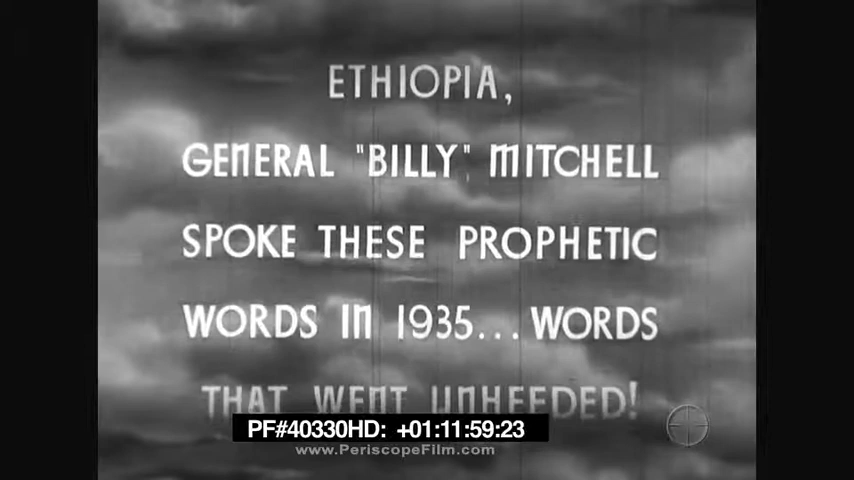 ETHIOPIA,
GENERAL "BILLY" MITCHELL
SPOKE THESE PROPHETIC
WORDS IN 1935... WORDS
THAT WENT UNHEEDED!
PF#40330HD: +01:11:59:23
www.PeriscopeFilm.com